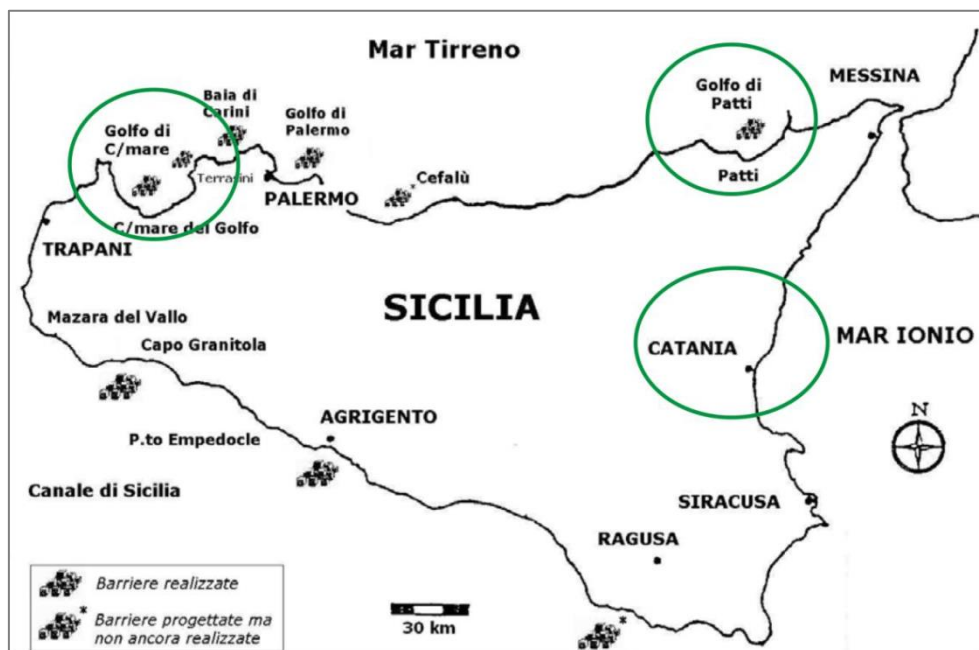 Mar Tirreno
MESSINA
Golfo di
Patti
Patti
Baia di
Carini
Golfo di
Palermo
Golfo di
C/mare
Terrasini
PALERMO
Cefalù
*
C/mare del Golfo
TRAPANI
SICILIA
Mazara del Vallo
Capo Granitola
CATANIA
MAR IONIO
AGRIGENTO
P.to Empedocle
N
Canale di Sicilia
SIRACUSA
RAGUSA
*
Barriere realizzate
* Barriere progettate ma
non ancora realizzate
30 km